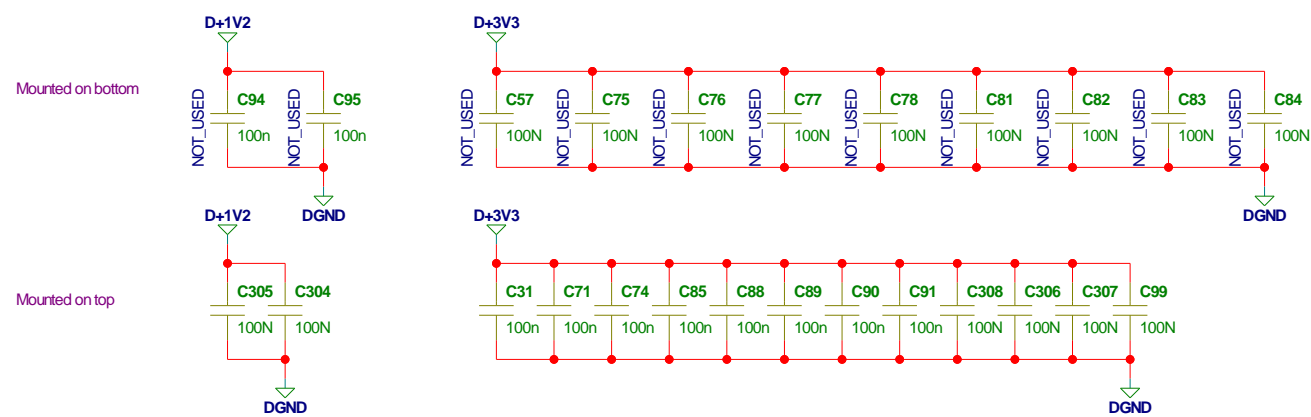 D+1V2 D+3V3
Mounted on bottom
C94 C95 C57 C75 C76 C77 C78 C81 C82 C83 C84
100n 100n 100N 100N 100N 100N 100N 100N 100N 100N 100N
NOT_USED NOT_USED NOT_USED NOT_USED NOT_USED NOT_USED NOT_USED NOT_USED NOT_USED NOT_USED NOT_USED
DGND DGND
D+1V2 D+3V3
Mounted on top
C305 C304 C31 C71 C74 C85 C88 C89 C90 C91 C308 C306 C307 C99
100N 100N 100n 100n 100n 100n 100n 100n 100n 100n 100N 100N 100N 100N
DGND DGND